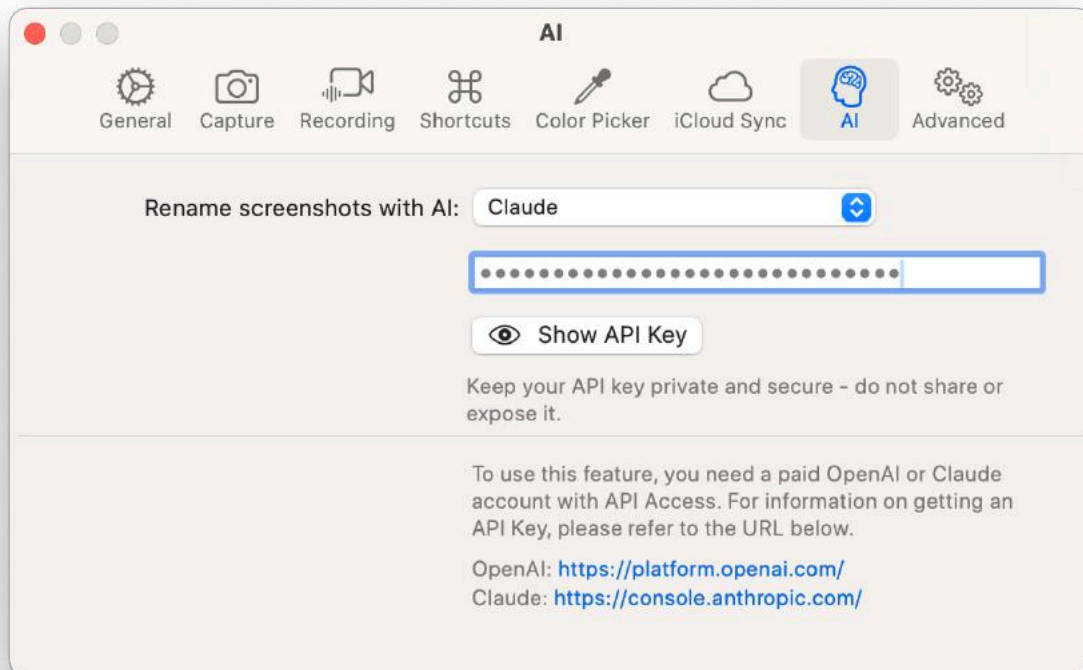 AI
General Capture Recording Shortcuts Color Picker iCloud Sync AI Advanced
Rename screenshots with AI: Claude
•••••••••••••••••••••••••••••
Show API Key
Keep your API key private and secure - do not share or
expose it.
To use this feature, you need a paid OpenAI or Claude
account with API Access. For information on getting an
API Key, please refer to the URL below.
OpenAI: https://platform.openai.com/
Claude: https://console.anthropic.com/